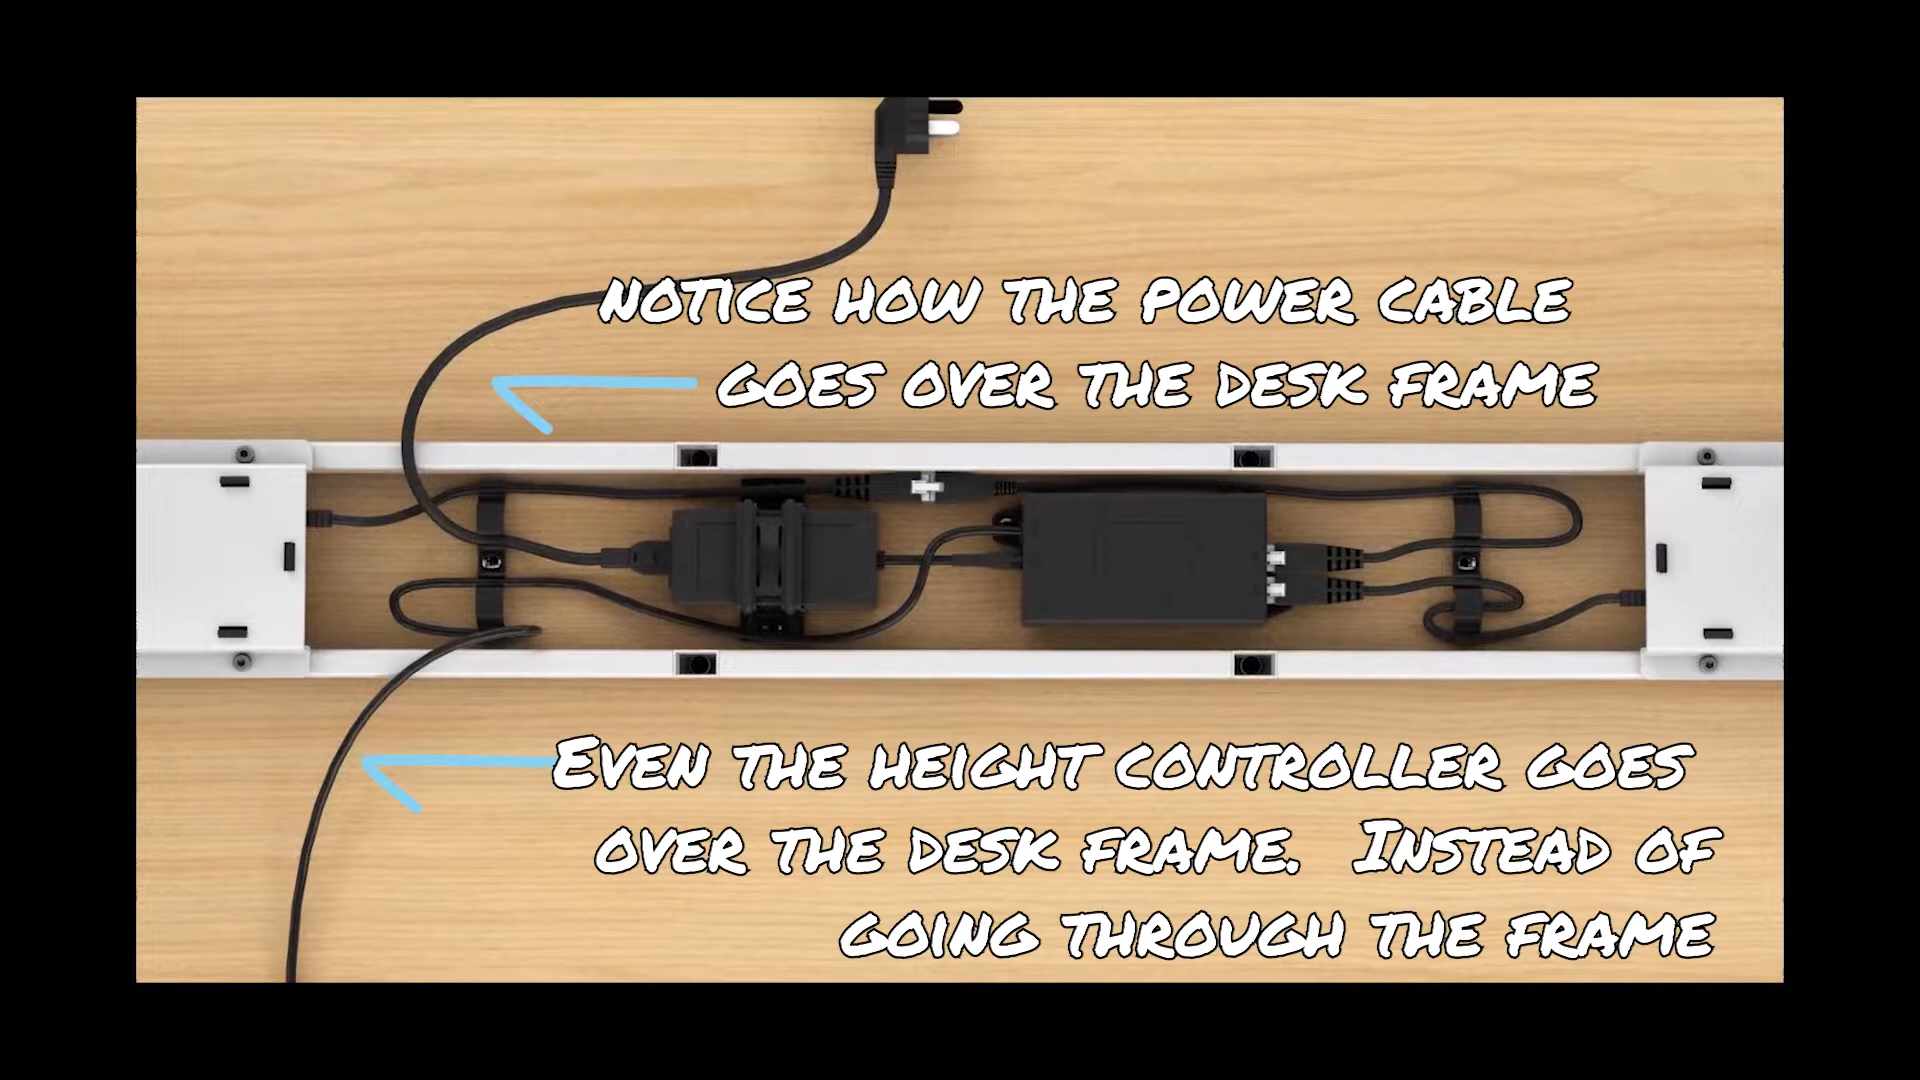 NOTICE HOW THE POWER CABLE
GOES OVER THE DESK FRAME
EVEN THE HEIGHT CONTROLLER GOES
OVER THE DESK FRAME. INSTEAD OF
GOING THROUGH THE FRAME